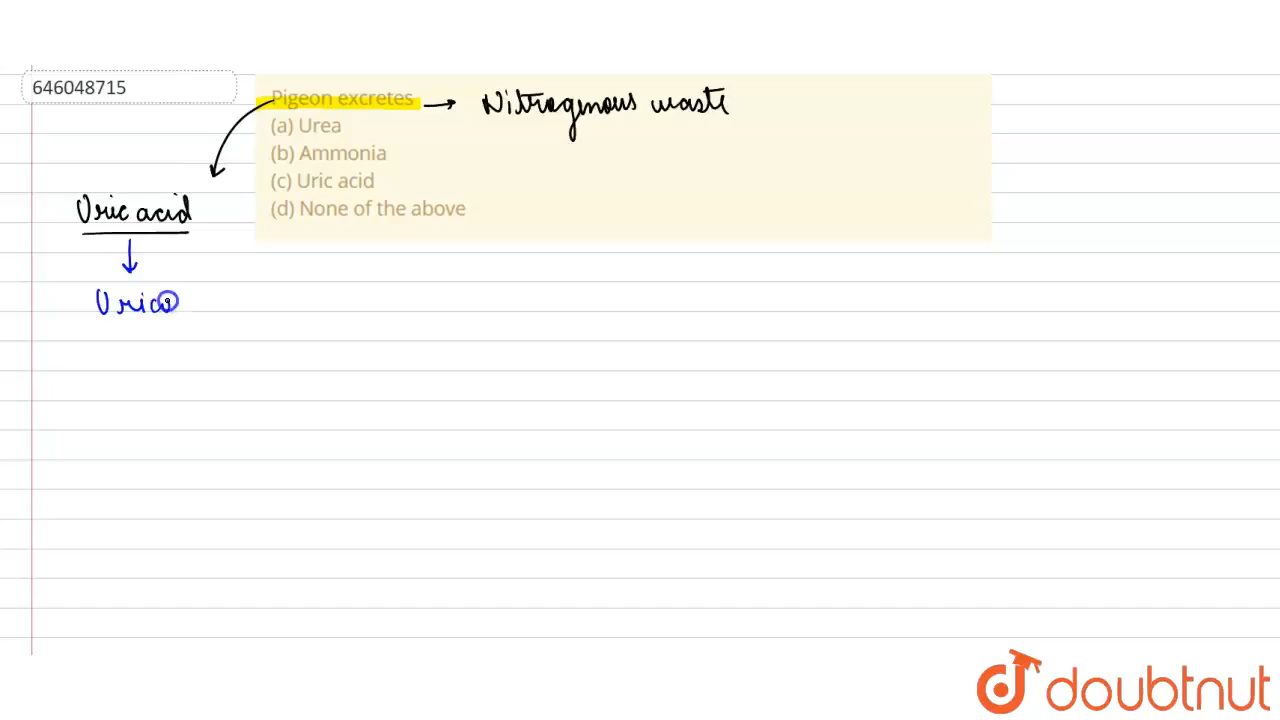 646048715
Pigeon excretes → Nitrogenous waste
(a) Urea
(b) Ammonia
(c) Uric acid
(d) None of the above
Uric acid
doubtnut